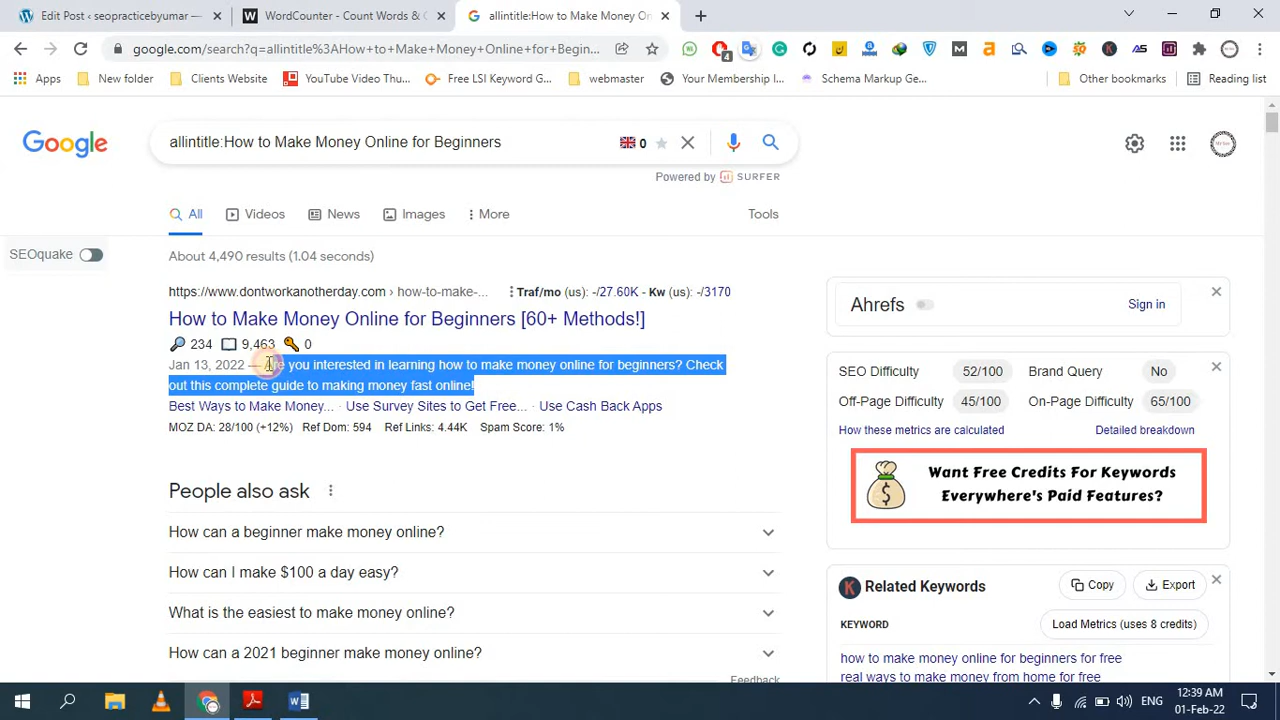 Edit Post ‹ seopracticebyumar —
WordCounter - Count Words & C
allintitle:How to Make Money On
google.com/search?q=allintitle%3AHow+to+Make+Money+Online+for+Begin...
4
Apps
New folder
Clients Website
YouTube Video Thu...
Free LSI Keyword G...
webmaster
Your Membership I...
Schema Markup Ge...
Other bookmarks
Reading list
Google
allintitle:How to Make Money Online for Beginners
0
Powered by SURFER
All
Videos
News
Images
More
Tools
SEOquake
About 4,490 results (1.04 seconds)
https://www.dontworkanotherday.com › how-to-make-...
Traf/mo (us): -/27.60K - Kw (us): -/3170
How to Make Money Online for Beginners [60+ Methods!]
234
9,463
0
Jan 13, 2022 — Are you interested in learning how to make money online for beginners? Check
out this complete guide to making money fast online!
Best Ways to Make Money... · Use Survey Sites to Get Free... · Use Cash Back Apps
MOZ DA: 28/100 (+12%) Ref Dom: 594 Ref Links: 4.44K Spam Score: 1%
People also ask
How can a beginner make money online?
How can I make $100 a day easy?
What is the easiest to make money online?
How can a 2021 beginner make money online?
Feedback
Ahrefs
Sign in
SEO Difficulty 52/100 Brand Query No
Off-Page Difficulty 45/100 On-Page Difficulty 65/100
How these metrics are calculated
Detailed breakdown
Want Free Credits For Keywords
Everywhere's Paid Features?
Related Keywords
Copy
Export
KEYWORD
Load Metrics (uses 8 credits)
how to make money online for beginners for free
real ways to make money from home for free
ENG
12:39 AM
01-Feb-22